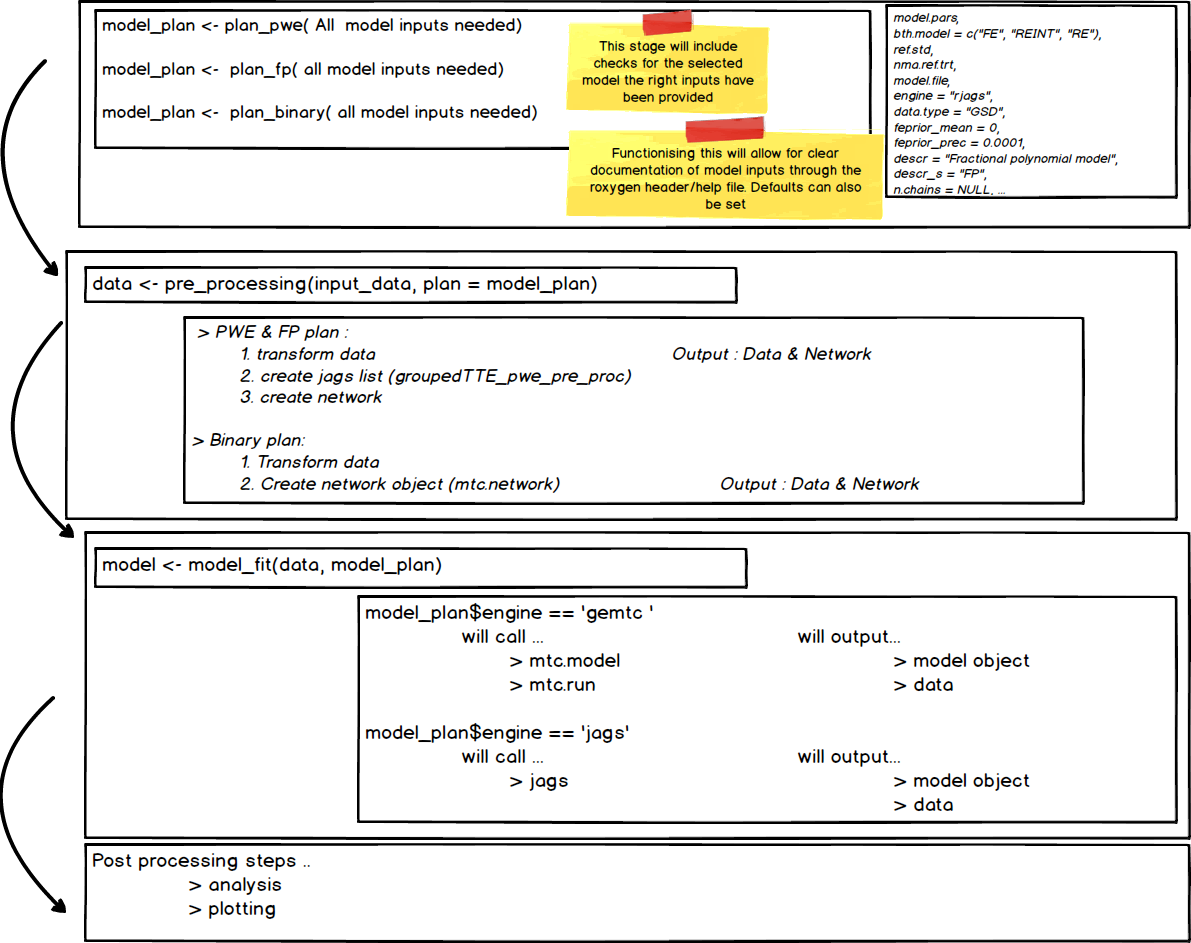 model_plan <- plan_pwe( All  model inputs needed)
model_plan <-  plan_fp( all model inputs needed)
model_plan <-  plan_binary( all model inputs needed)
This stage will include
checks for the selected
model the right inputs have
been provided
Functionising this will allow for clear
documentation of model inputs through the
roxygen header/help file. Defaults can also
be set
model.pars,
bth.model = c("FE", "REINT", "RE"),
ref.std,
nma.ref.trt,
model.file,
engine = "rjags",
data.type = "GSD",
feprior_mean = 0,
feprior_prec = 0.0001,
descr = "Fractional polynomial model",
descr_s = "FP",
n.chains = NULL, ...
data <- pre_processing(input_data, plan = model_plan)
> PWE & FP plan :
1. transform data
Output : Data & Network
2. create jags list (groupedTTE_pwe_pre_proc)
3. create network
> Binary plan:
1. Transform data
2. Create network object (mtc.network)
Output : Data & Network
model <- model_fit(data, model_plan)
model_plan$engine == 'gemtc '
will call ...
will output...
> mtc.model
> model object
> mtc.run
> data
model_plan$engine == 'jags'
will call ...
will output...
> jags
> model object
> data
Post processing steps ..
> analysis
> plotting